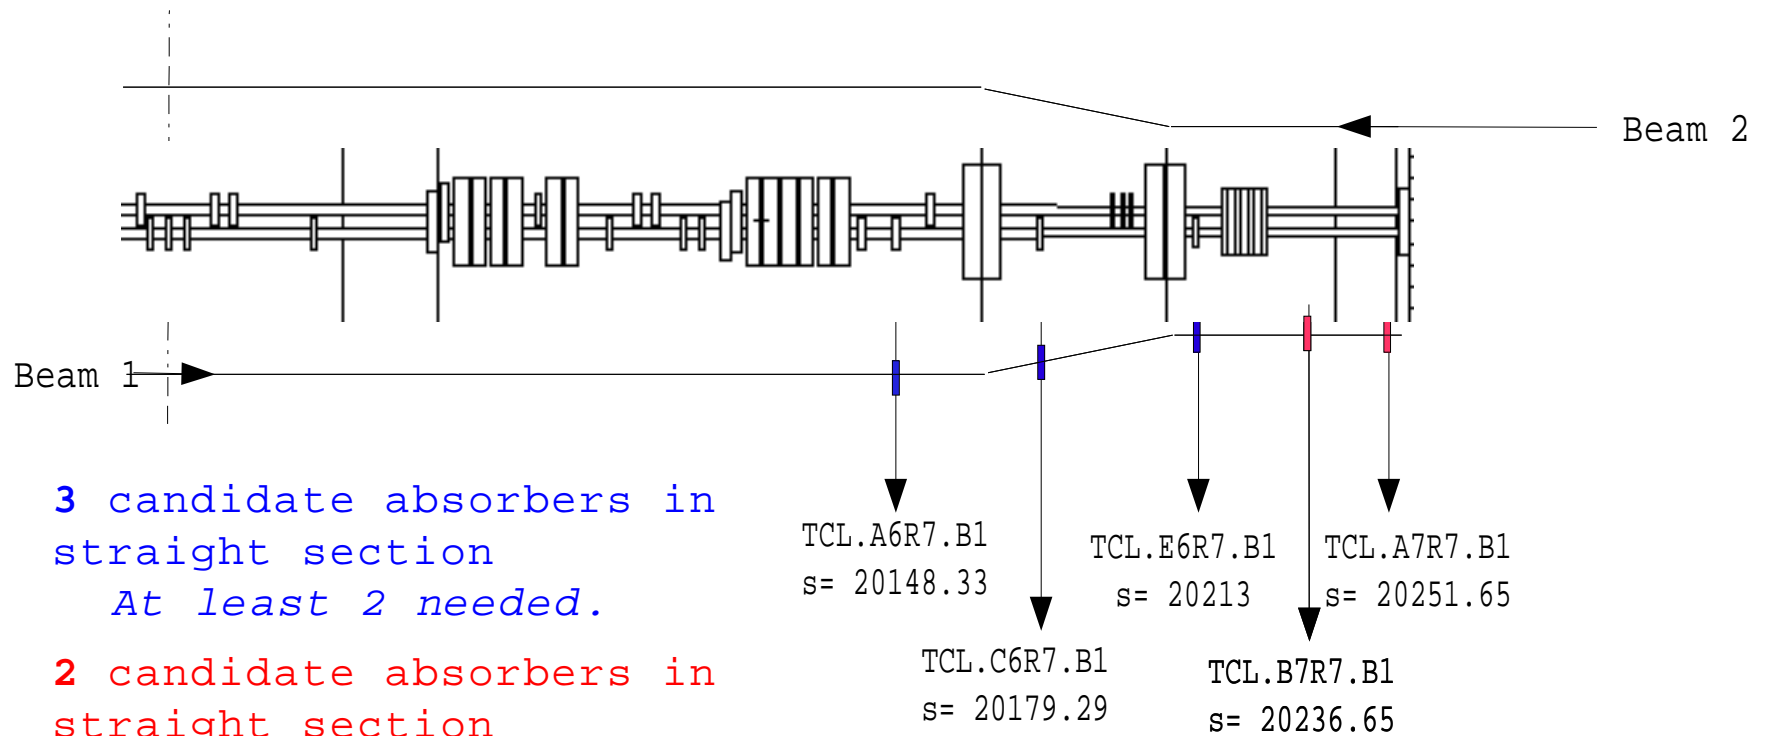 Beam 2
Beam 1
3 candidate absorbers in
straight section
At least 2 needed.
2 candidate absorbers in
straight section
TCL.A6R7.B1
s= 20148.33
TCL.C6R7.B1
s= 20179.29
TCL.E6R7.B1
s= 20213
TCL.B7R7.B1
s= 20236.65
TCL.A7R7.B1
s= 20251.65